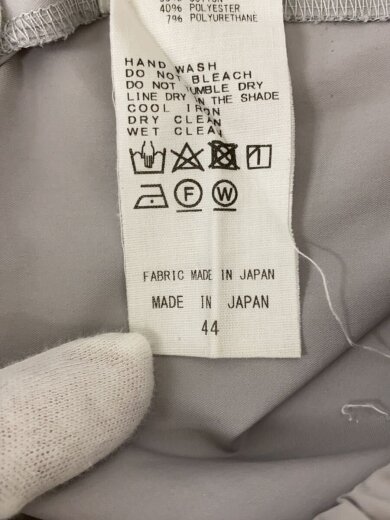 40% POLYESTER
7% POLYURETHANE
HAND WASH
DO NOT BLEACH
DO NOT TUMBLE DRY
LINE DRY IN THE SHADE
COOL IRON
DRY CLEAN
WET CLEAN
F W
FABRIC MADE IN JAPAN
MADE IN JAPAN
44